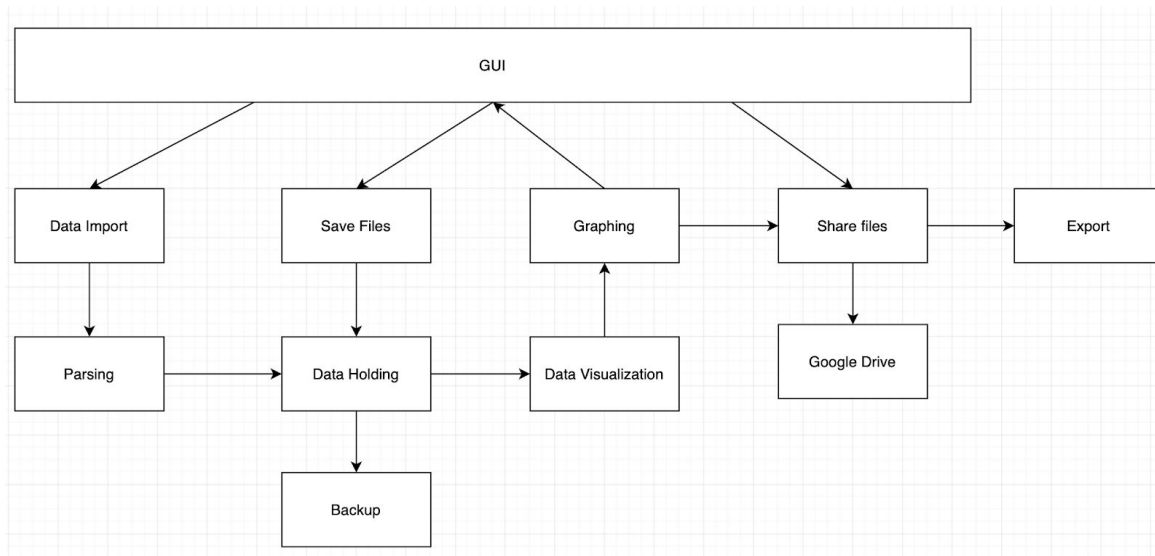 GUI
Data Import
Save Files
Graphing
Share files
Export
Parsing
Data Holding
Data Visualization
Google Drive
Backup